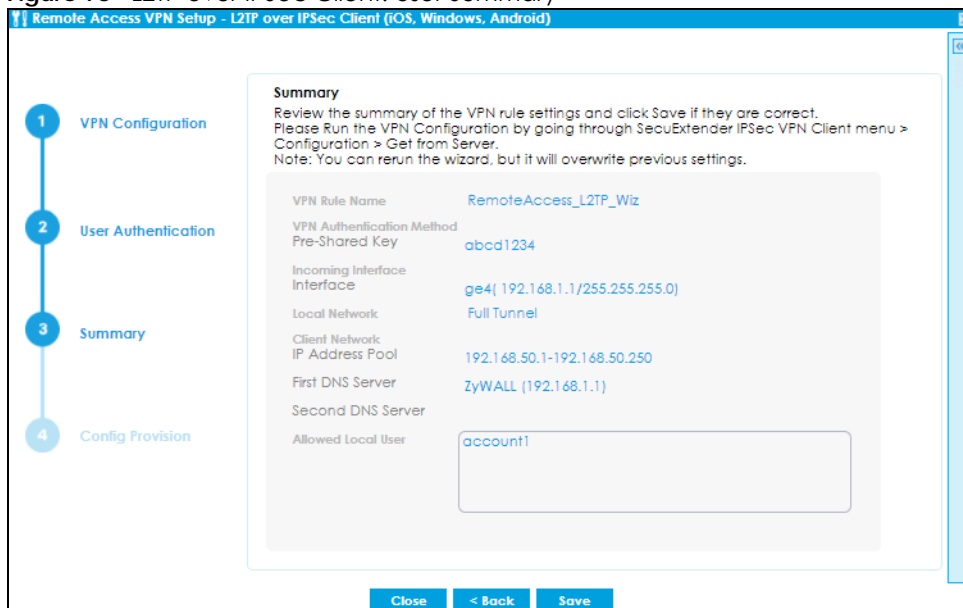 Remote Access VPN Setup - L2TP over IPSec Client (iOS, Windows, Android)
Summary
Review the summary of the VPN rule settings and click Save if they are correct.
Please Run the VPN Configuration by going through SecuExtender IPSec VPN Client menu >
Configuration > Get from Server.
Note: You can rerun the wizard, but it will overwrite previous settings.
1 VPN Configuration
2 User Authentication
3 Summary
4 Config Provision
VPN Rule Name RemoteAccess_L2TP_Wiz
VPN Authentication Method
Pre-Shared Key abcd1234
Incoming Interface
Interface ge4( 192.168.1.1/255.255.255.0)
Local Network Full Tunnel
Client Network
IP Address Pool 192.168.50.1-192.168.50.250
First DNS Server ZyWALL (192.168.1.1)
Second DNS Server
Allowed Local User account1
Close < Back Save